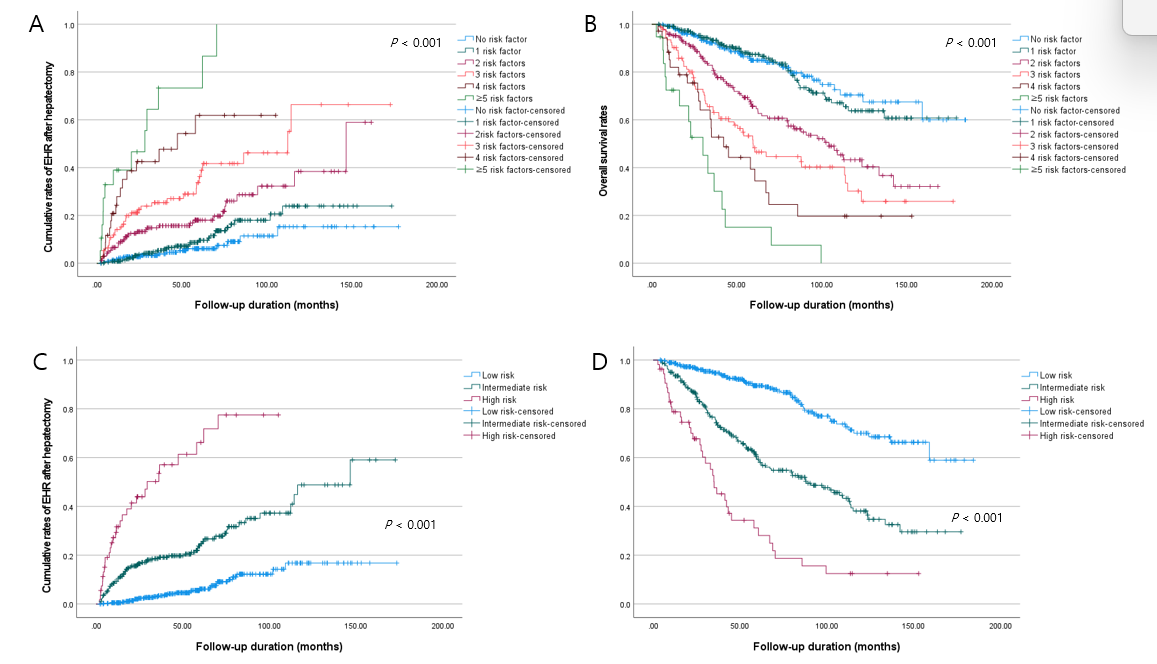 A
Cumulative rates of EHR after hepatectomy
1.0
0.8
0.6
0.4
0.2
0.0
.00
50.00
100.00
150.00
200.00
Follow-up duration (months)
P < 0.001
No risk factor
1 risk factor
2 risk factors
3 risk factors
4 risk factors
≥5 risk factors
No risk factor-censored
1 risk factor-censored
2risk factors-censored
3 risk factors-censored
4 risk factors-censored
≥5 risk factors-censored
B
Overall survival rates
1.0
0.8
0.6
0.4
0.2
0.0
.00
50.00
100.00
150.00
200.00
Follow-up duration (months)
P < 0.001
No risk factor
1 risk factor
2 risk factors
3 risk factors
4 risk factors
≥5 risk factors
No risk factor-censored
1 risk factor-censored
2 risk factors-censored
3 risk factors-censored
4 risk factors-censored
≥5 risk factors-censored
C
Cumulative rates of EHR after hepatectomy
1.0
0.8
0.6
0.4
0.2
0.0
.00
50.00
100.00
150.00
200.00
Follow-up duration (months)
P < 0.001
Low risk
Intermediate risk
High risk
Low risk-censored
Intermediate risk-censored
High risk-censored
D
1.0
0.8
0.6
0.4
0.2
0.0
.00
50.00
100.00
150.00
200.00
Follow-up duration (months)
P < 0.001
Low risk
Intermediate risk
High risk
Low risk-censored
Intermediate risk-censored
High risk-censored